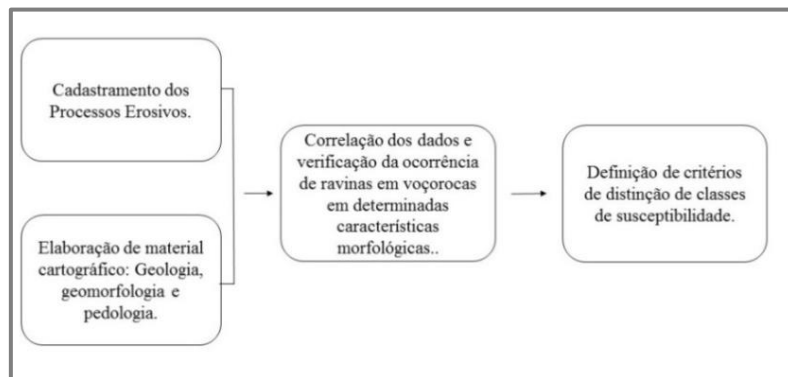 Cadastramento dos
Processos Erosivos.
Elaboração de material
cartográfico: Geologia,
geomorfologia e
pedologia.
Correlação dos dados e
verificação da ocorrência
de ravinas em voçorocas
em determinadas
características
morfológicas..
Definição de critérios
de distinção de classes
de susceptibilidade.